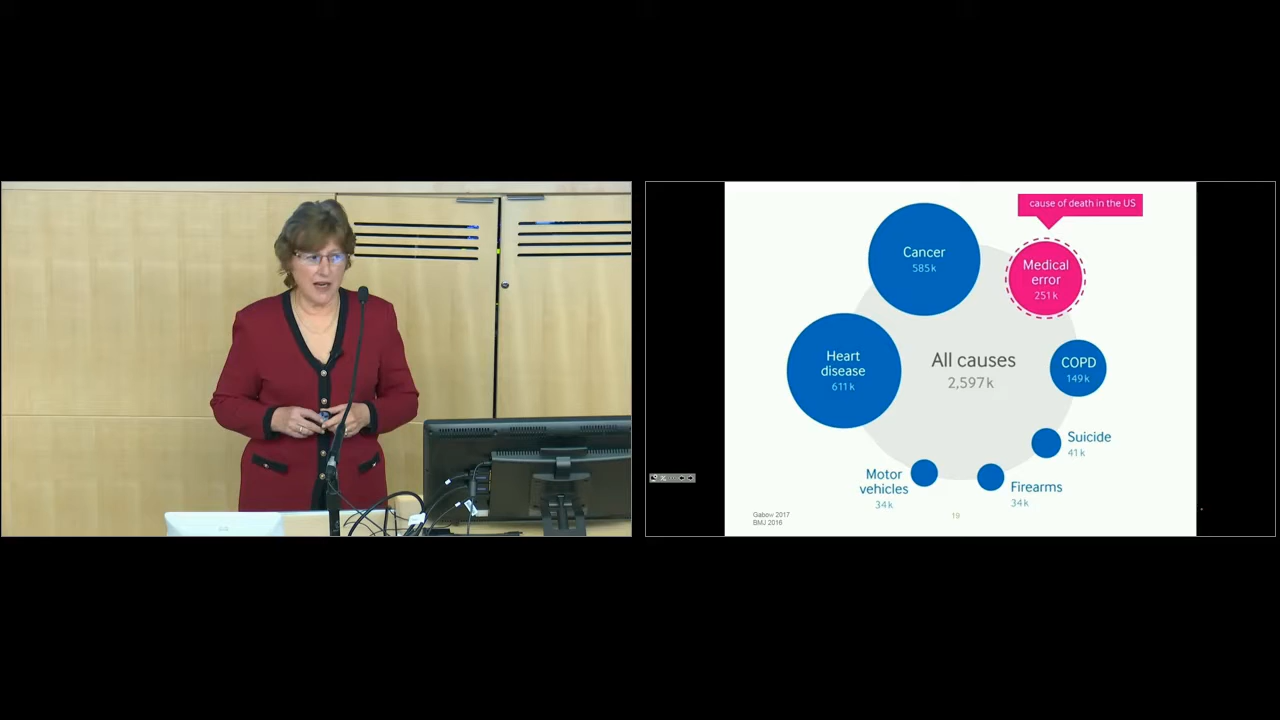 cause of death in the US
Cancer
585k
Medical
error
251k
Heart
disease
611k
All causes
2,597k
COPD
149k
Suicide
41k
Motor
vehicles
34k
Firearms
34k
Gabow 2017
BMJ 2016
19